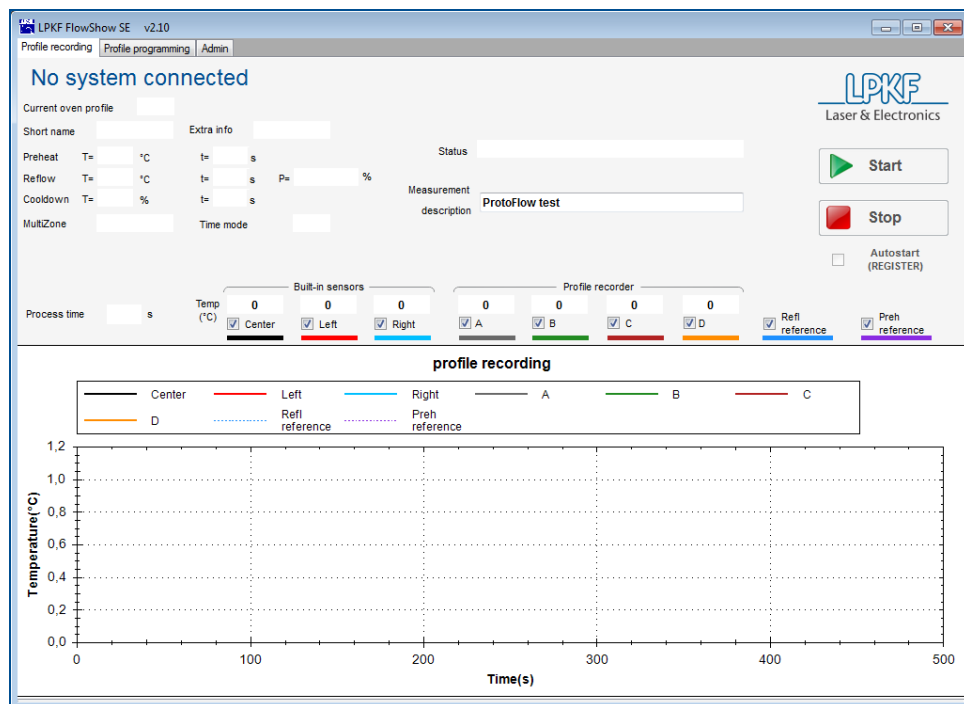 LPKF FlowShow SE v2.10
Profile recording Profile programming Admin
No system connected
LPKF
Laser & Electronics
Current oven profile
Short name Extra info
Preheat T= °C t= s
Reflow T= °C t= s P= %
Cooldown T= % t= s
MultiZone Time mode
Status
Measurement
description
ProtoFlow test
Start
Stop
Autostart
(REGISTER)
Built-in sensors Profile recorder
Process time s
Temp
(°C)
0 0 0 0 0 0 0
Center Left Right A B C D
Refl
reference
Preh
reference
profile recording
Center Left Right A B C
D
Refl
reference
Preh
reference
Temperature(°C)
1,2
1,0
0,8
0,6
0,4
0,2
0,0
0 100 200 300 400 500
Time(s)